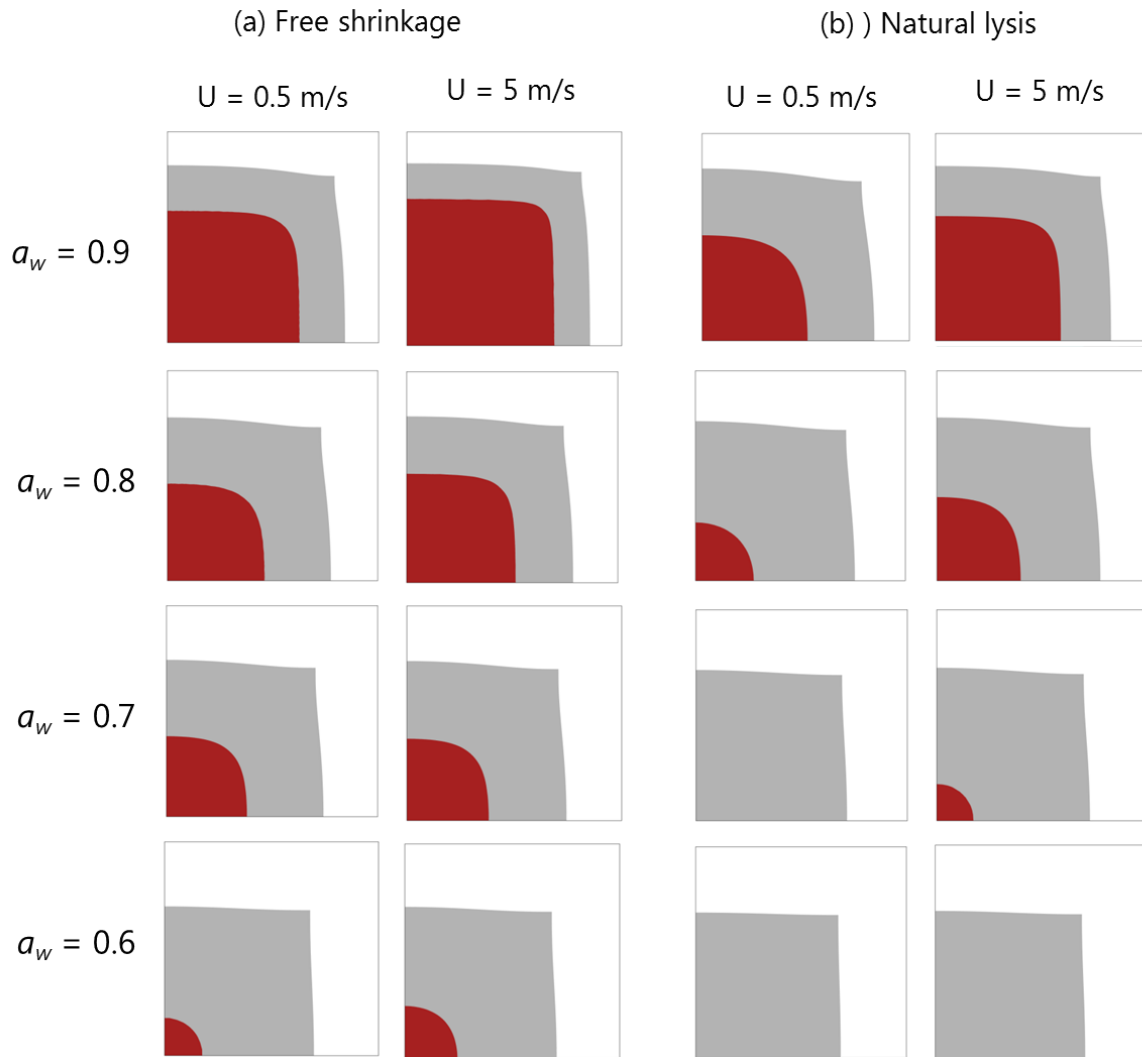 (a) Free shrinkage
(b) ) Natural lysis
U = 0.5 m/s
U = 5 m/s
U = 0.5 m/s
U = 5 m/s
a_w = 0.9
a_w = 0.8
a_w = 0.7
a_w = 0.6